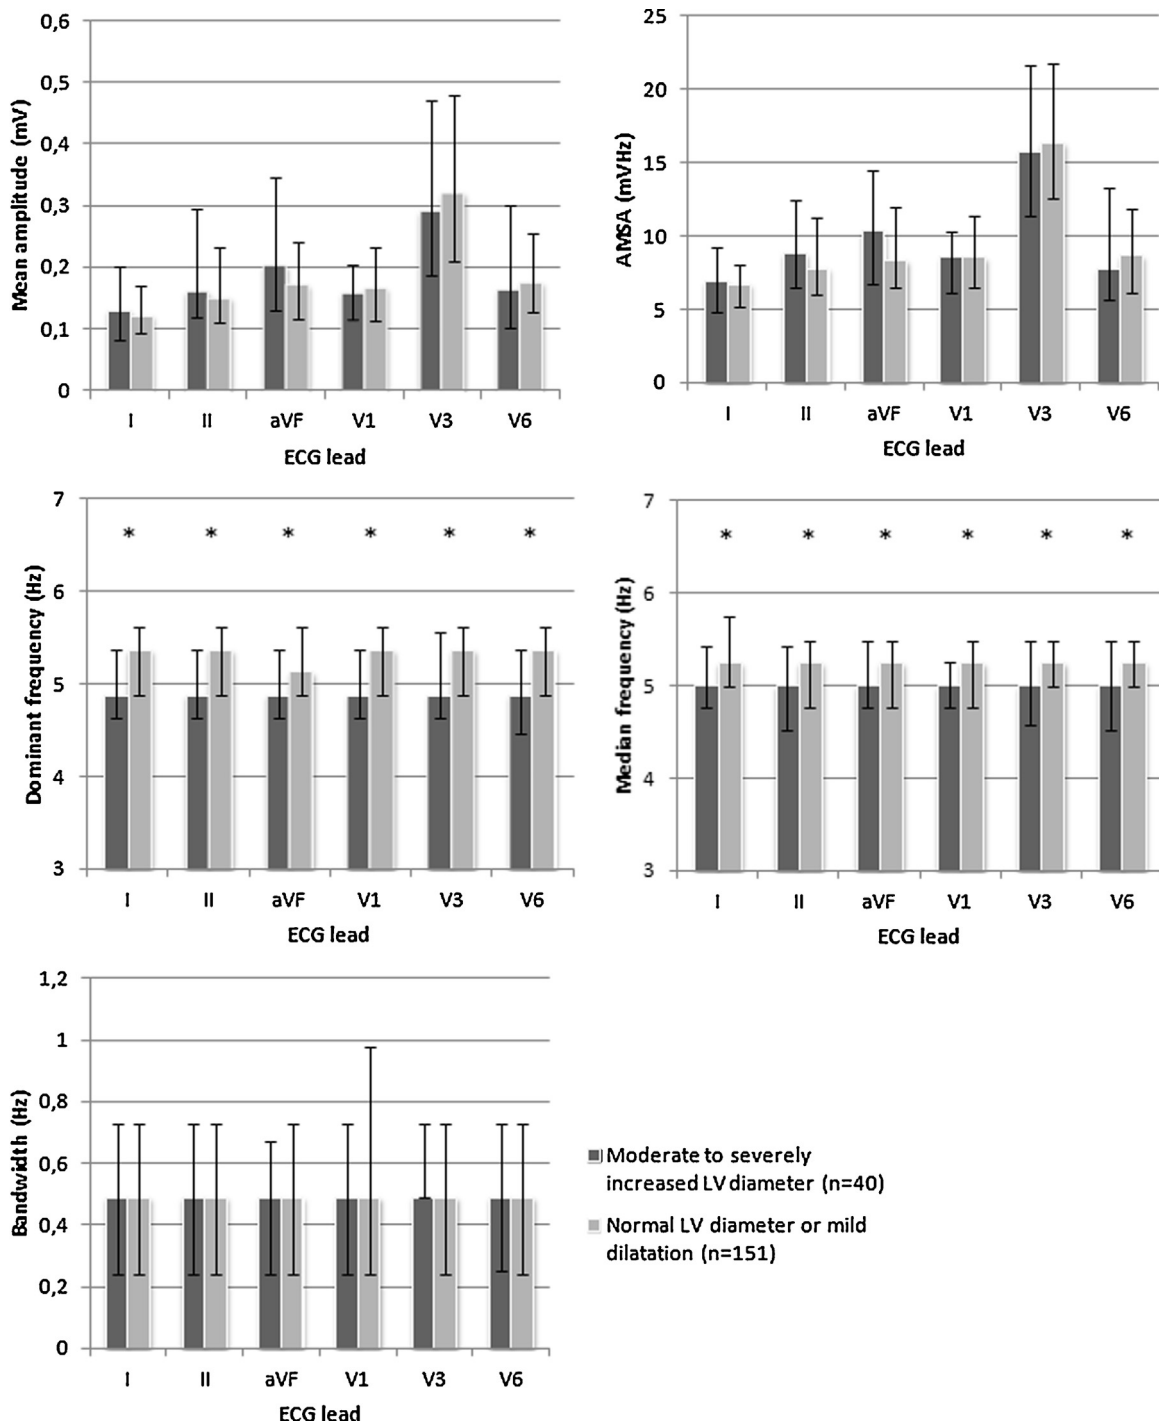 0,6
0,5
0,4
0,3
0,2
0,1
0
Mean amplitude (mV)
I II aVF V1 V3 V6
ECG lead
25
20
15
10
5
0
AMSA (mVHz)
I II aVF V1 V3 V6
ECG lead
7
6
5
4
3
Dominant frequency (Hz)
* * * * * *
I II aVF V1 V3 V6
ECG lead
7
6
5
4
3
Median frequency (Hz)
* * * * * *
I II aVF V1 V3 V6
ECG lead
1,2
1
0,8
0,6
0,4
0,2
0
Bandwidth (Hz)
I II aVF V1 V3 V6
ECG lead
Moderate to severely
increased LV diameter (n=40)
Normal LV diameter or mild
dilatation (n=151)